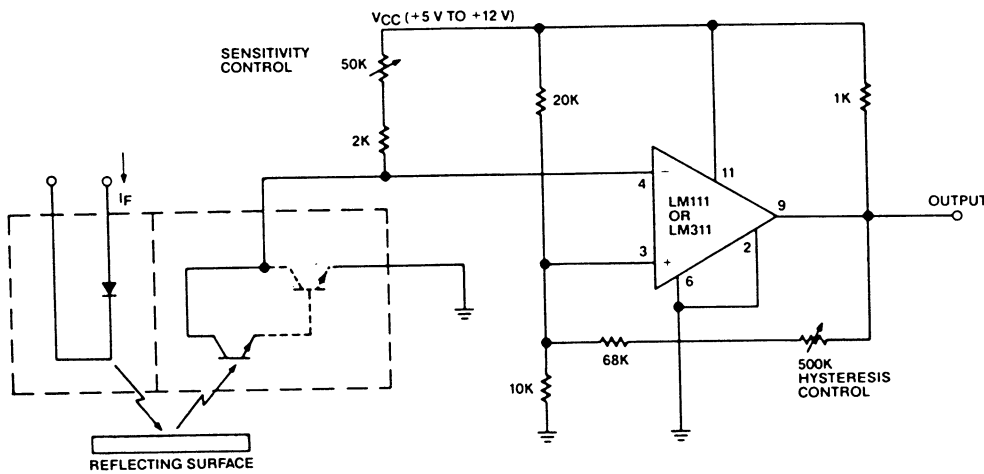 VCC (+5 V TO +12 V)
SENSITIVITY
CONTROL
50K
20K
1K
2K
4
−
11
LM111
OR
LM311
9
OUTPUT
IF
3
+
2
6
68K
500K
HYSTERESIS
CONTROL
10K
REFLECTING SURFACE